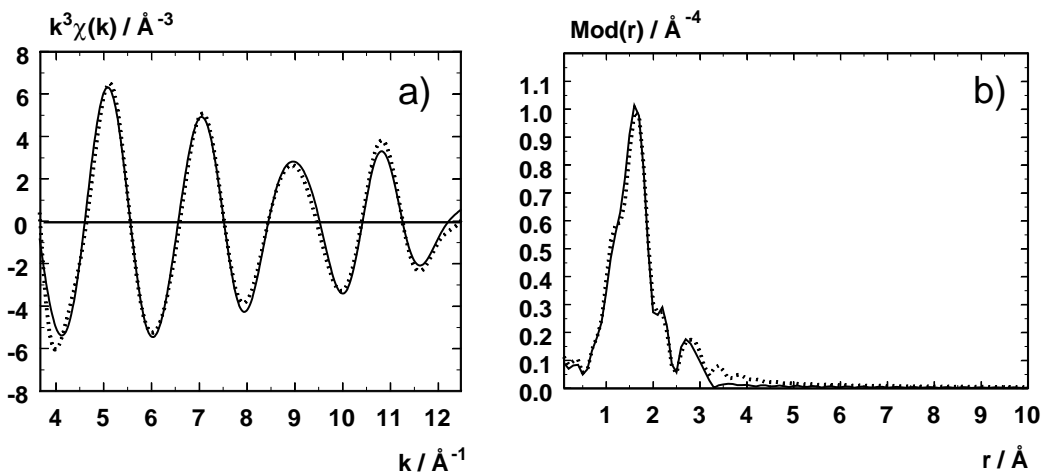 k³χ(k) / Å⁻³
a)
8
6
4
2
0
-2
-4
-6
-8
4 5 6 7 8 9 10 11 12
k / Å⁻¹
Mod(r) / Å⁻⁴
b)
1.1
1.0
0.9
0.8
0.7
0.6
0.5
0.4
0.3
0.2
0.1
0.0
1 2 3 4 5 6 7 8 9 10
r / Å